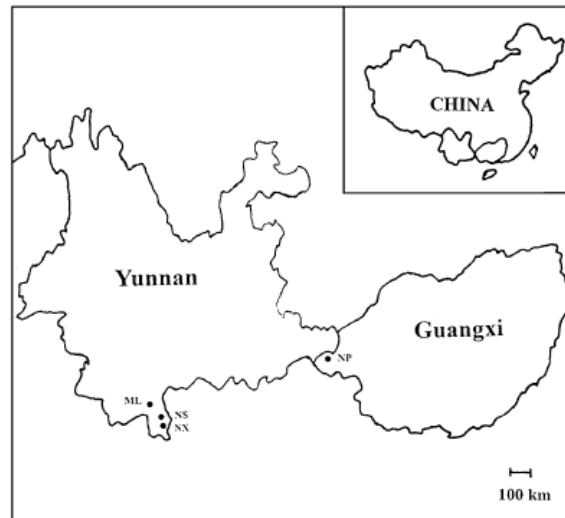 CHINA
Yunnan
Guangxi
NP
ML
NS
NX
100 km